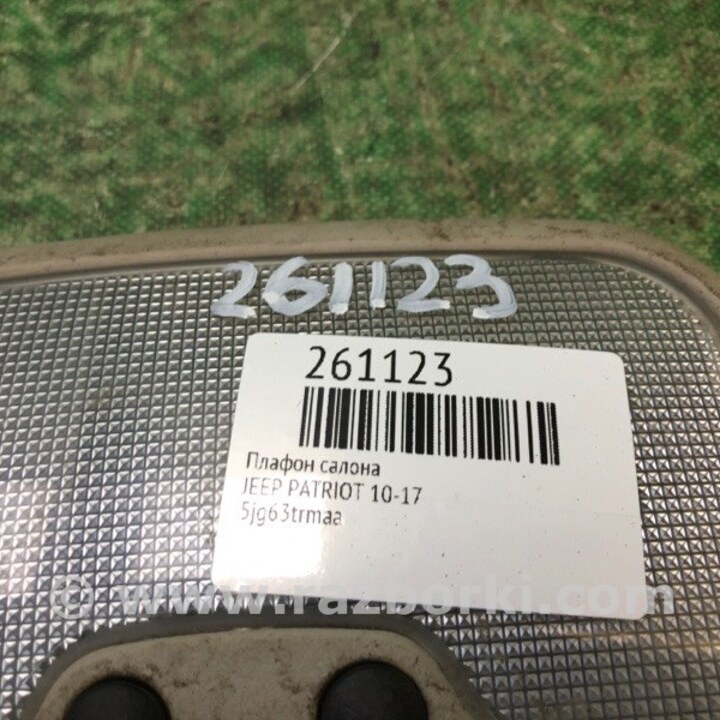 261123
261123
Плафон салона
JEEP PATRIOT 10-17
5jg63trmaa
© www.razborki.com